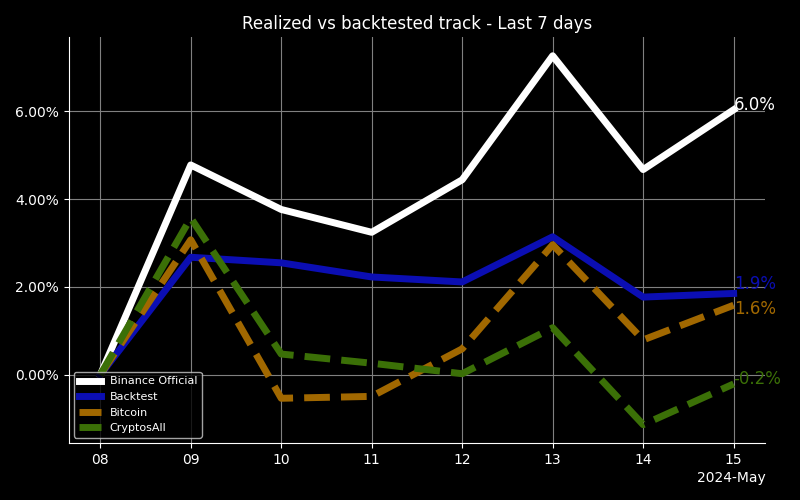 Realized vs backtested track - Last 7 days
6.00%
4.00%
2.00%
0.00%
6.0%
1.9%
1.6%
-0.2%
Binance Official
Backtest
Bitcoin
CryptosAll
08 09 10 11 12 13 14 15
2024-May